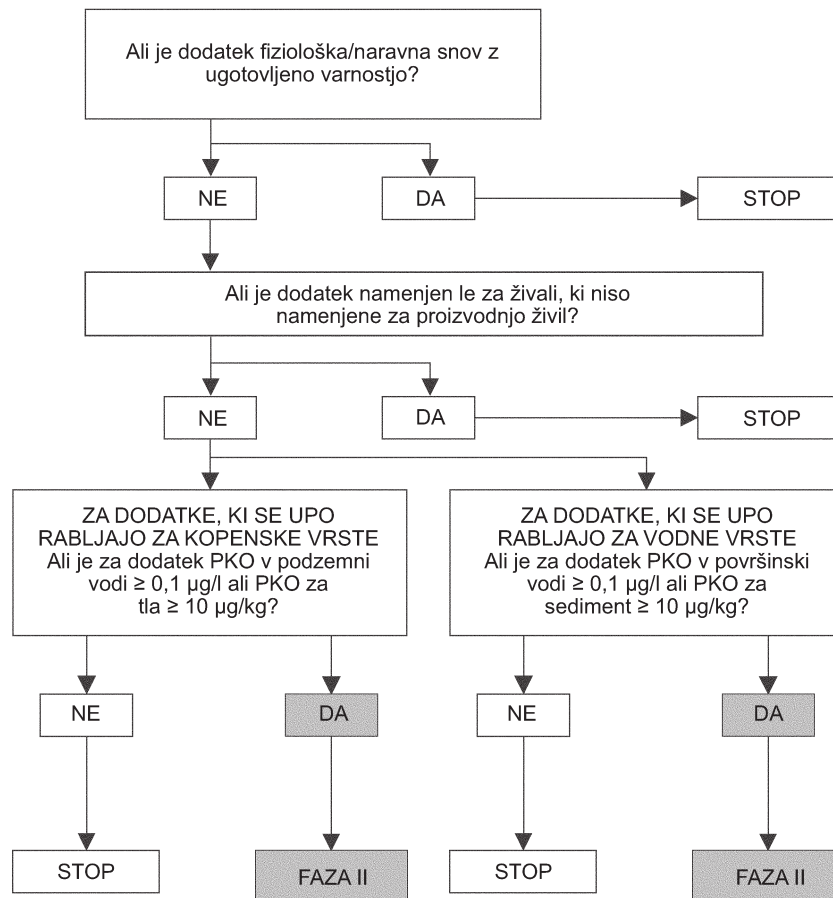 Ali je dodatek fiziološka/naravna snov z
ugotovljeno varnostjo?
NE
DA
STOP
Ali je dodatek namenjen le za živali, ki niso
namenjene za proizvodnjo živil?
NE
DA
STOP
ZA DODATKE, KI SE UPO
RABLJAJO ZA KOPENSKE VRSTE
Ali je za dodatek PKO v podzemni
vodi ≥ 0,1 µg/l ali PKO za
tla ≥ 10 µg/kg?
ZA DODATKE, KI SE UPO
RABLJAJO ZA VODNE VRSTE
Ali je za dodatek PKO v površinski
vodi ≥ 0,1 µg/l ali PKO za
sediment ≥ 10 µg/kg?
NE
DA
NE
DA
STOP
FAZA II
STOP
FAZA II